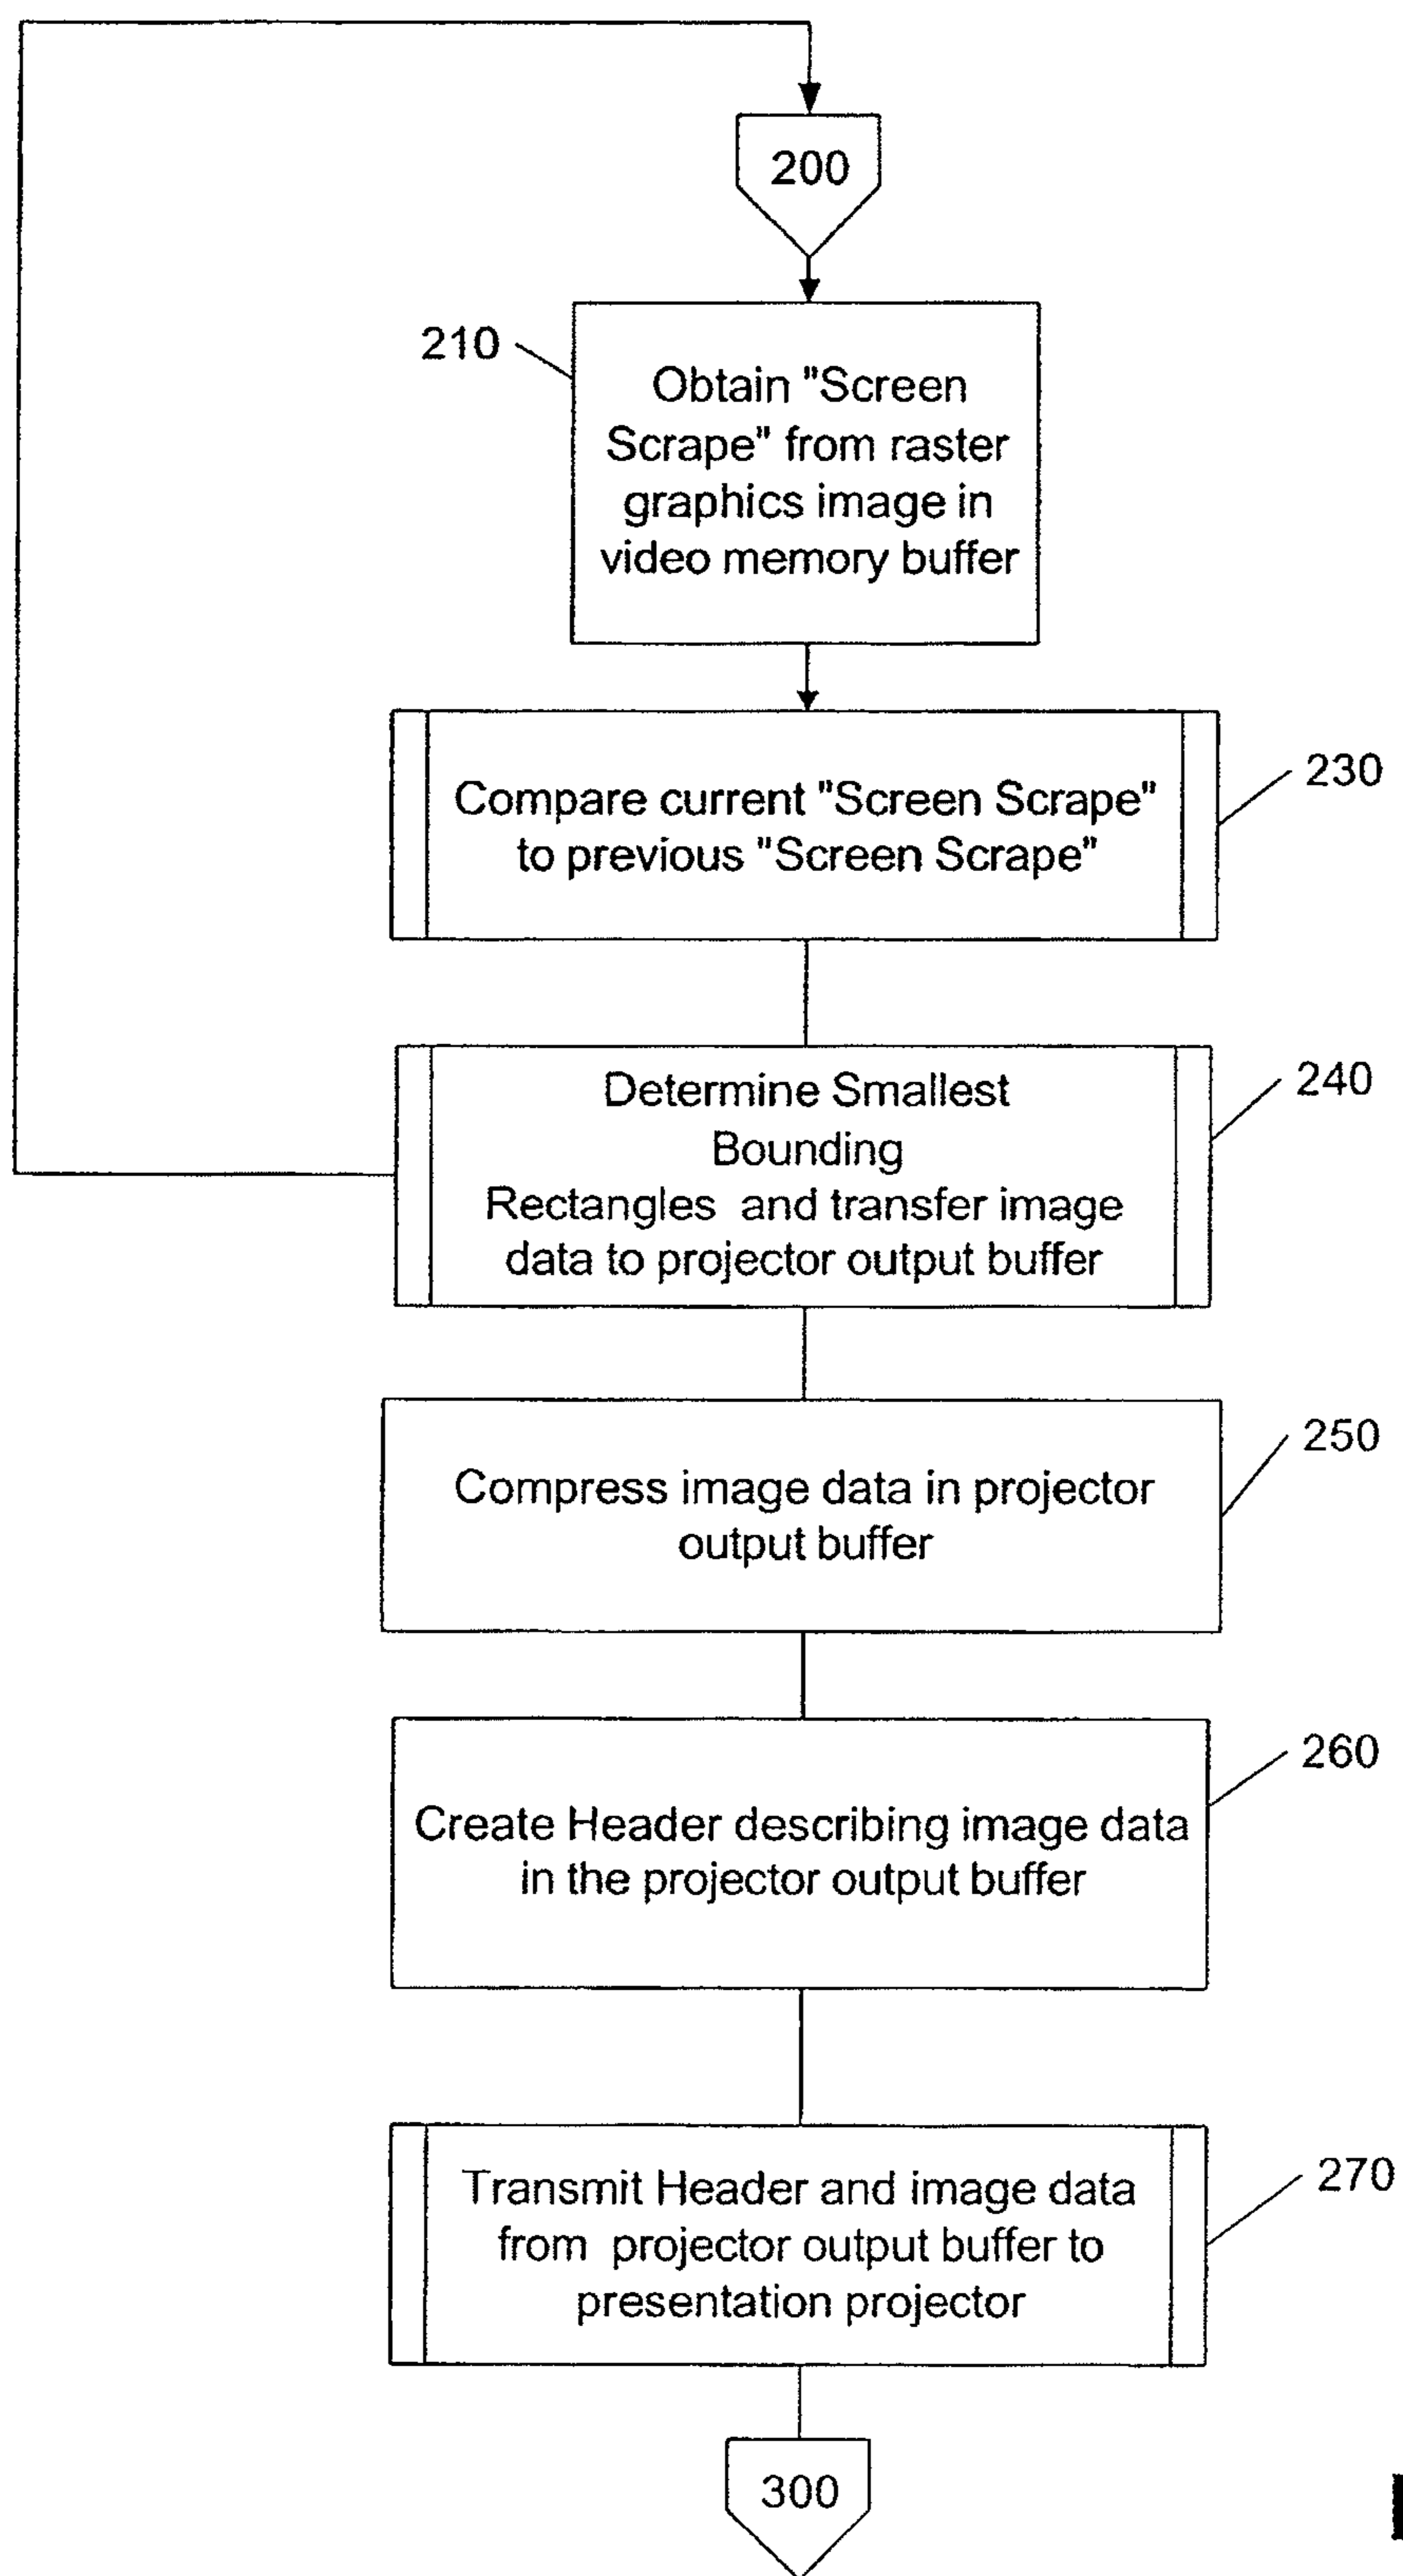 200
210
Obtain "Screen
Scrape" from raster
graphics image in
video memory buffer
Compare current "Screen Scrape"
to previous "Screen Scrape"
230
Determine Smallest
Bounding
Rectangles and transfer image
data to projector output buffer
240
Compress image data in projector
output buffer
250
Create Header describing image data
in the projector output buffer
260
Transmit Header and image data
from projector output buffer to
presentation projector
270
300